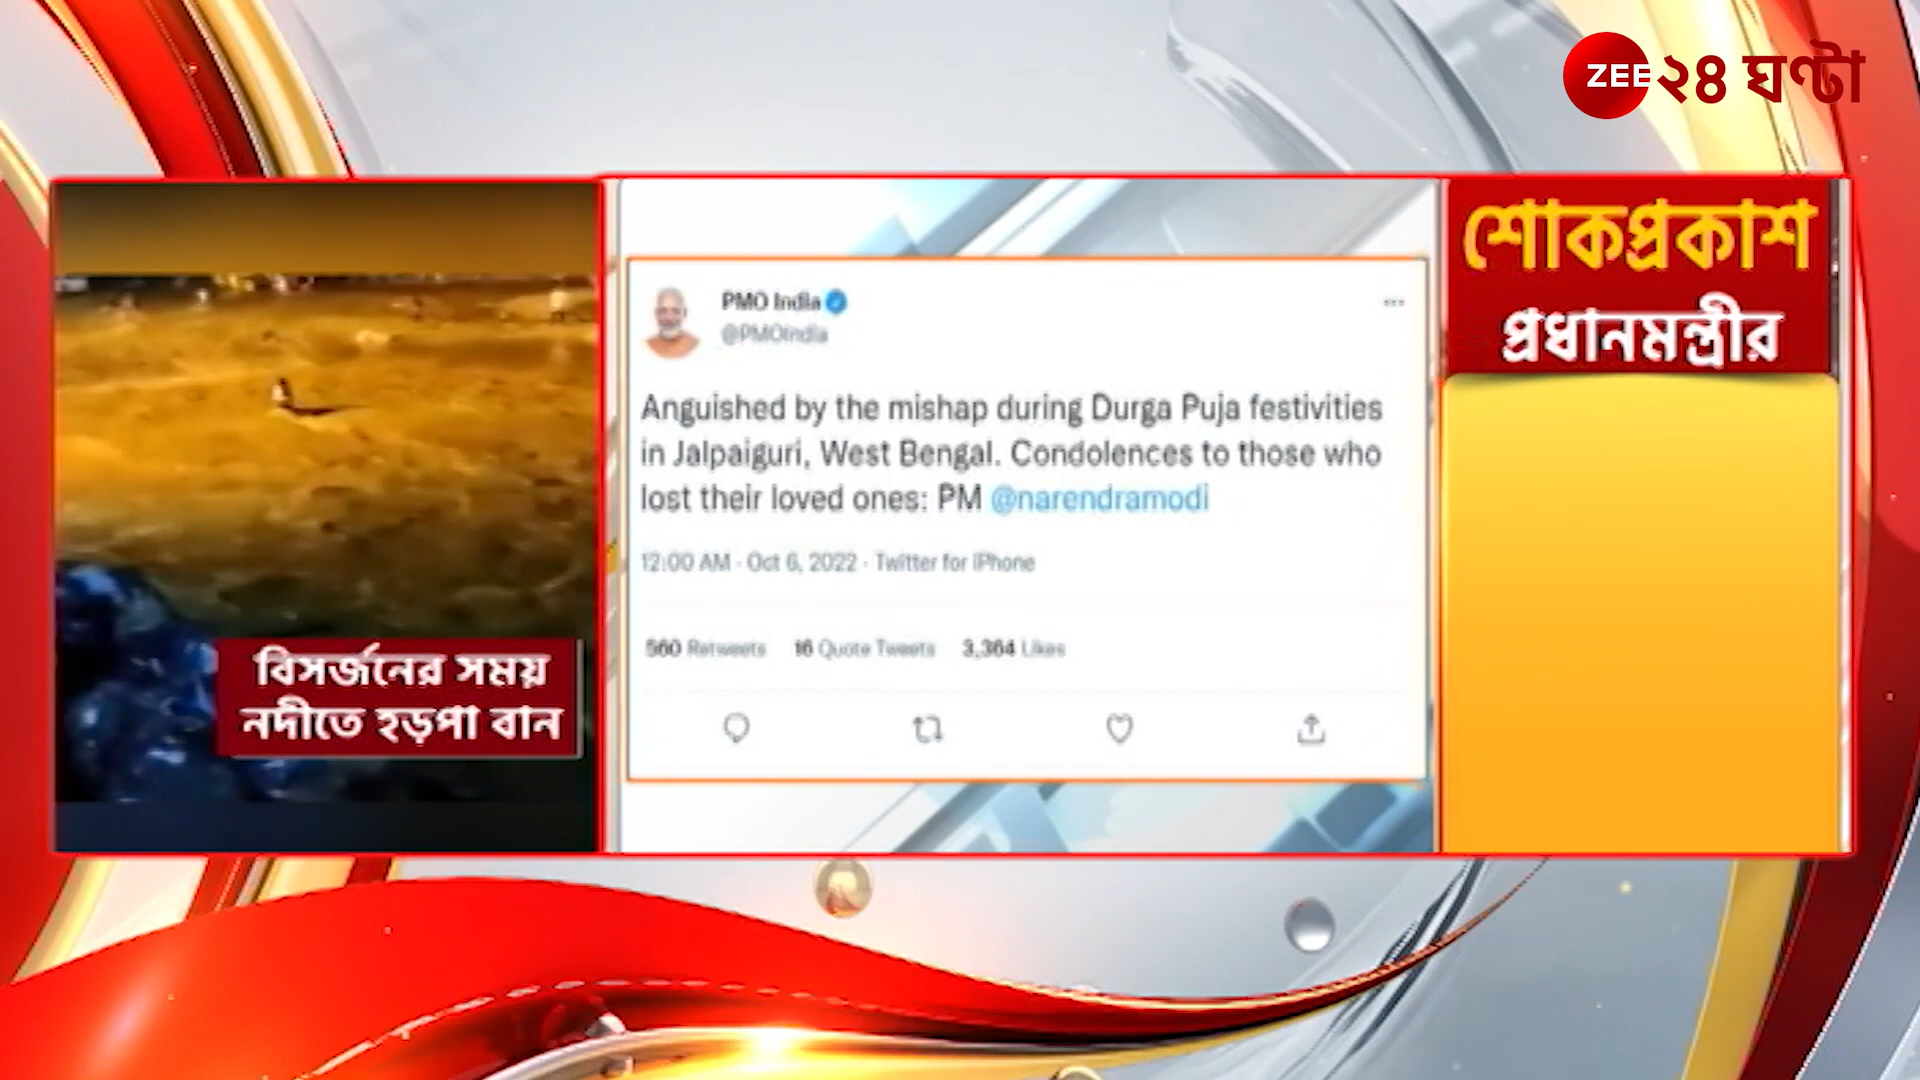 ZEE ২৪ ঘণ্টা
শোকপ্রকাশ
প্রধানমন্ত্রীর
PMO India
@PMOIndia
Anguished by the mishap during Durga Puja festivities
in Jalpaiguri, West Bengal. Condolences to those who
lost their loved ones: PM @narendramodi
12:00 AM · Oct 6, 2022 · Twitter for iPhone
560 Retweets 16 Quote Tweets 3,364 Likes
বিসর্জনের সময়
নদীতে হড়পা বান